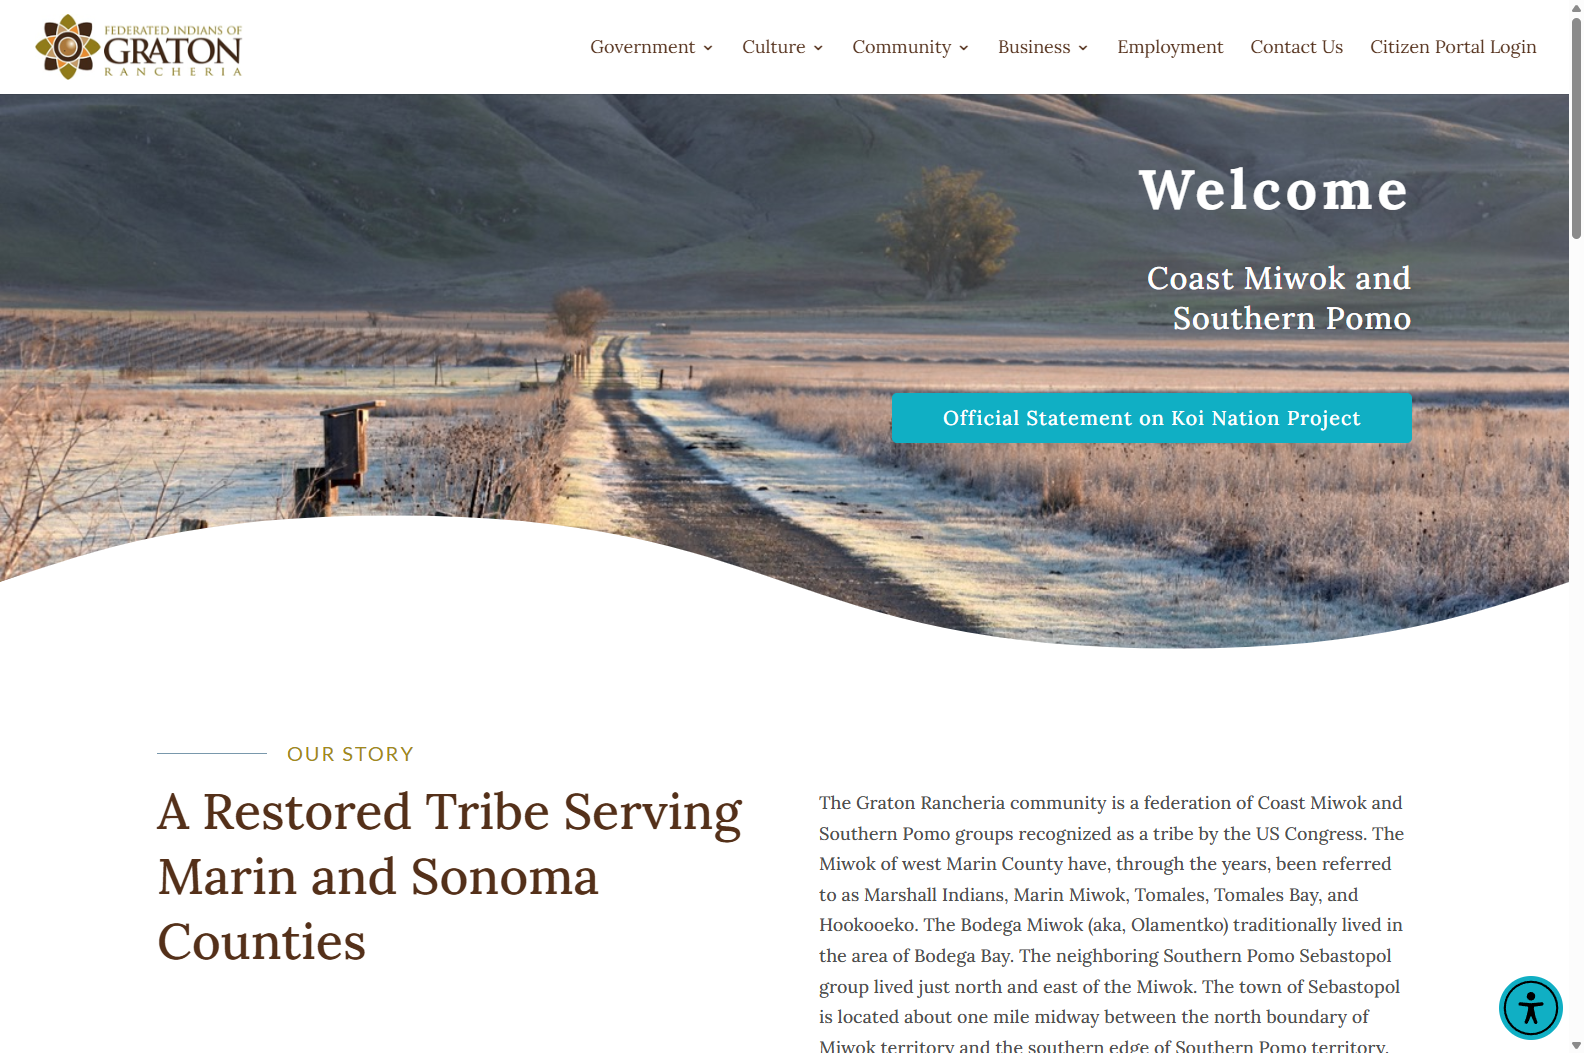 FEDERATED INDIANS OF
GRATON
RANCHERIA
Government
Culture
Community
Business
Employment
Contact Us
Citizen Portal Login
Welcome
Coast Miwok and
Southern Pomo
Official Statement on Koi Nation Project
OUR STORY
A Restored Tribe Serving
Marin and Sonoma
Counties
The Graton Rancheria community is a federation of Coast Miwok and
Southern Pomo groups recognized as a tribe by the US Congress. The
Miwok of west Marin County have, through the years, been referred
to as Marshall Indians, Marin Miwok, Tomales, Tomales Bay, and
Hookooeko. The Bodega Miwok (aka, Olamentko) traditionally lived in
the area of Bodega Bay. The neighboring Southern Pomo Sebastopol
group lived just north and east of the Miwok. The town of Sebastopol
is located about one mile midway between the north boundary of
Miwok territory and the southern edge of Southern Pomo territory.